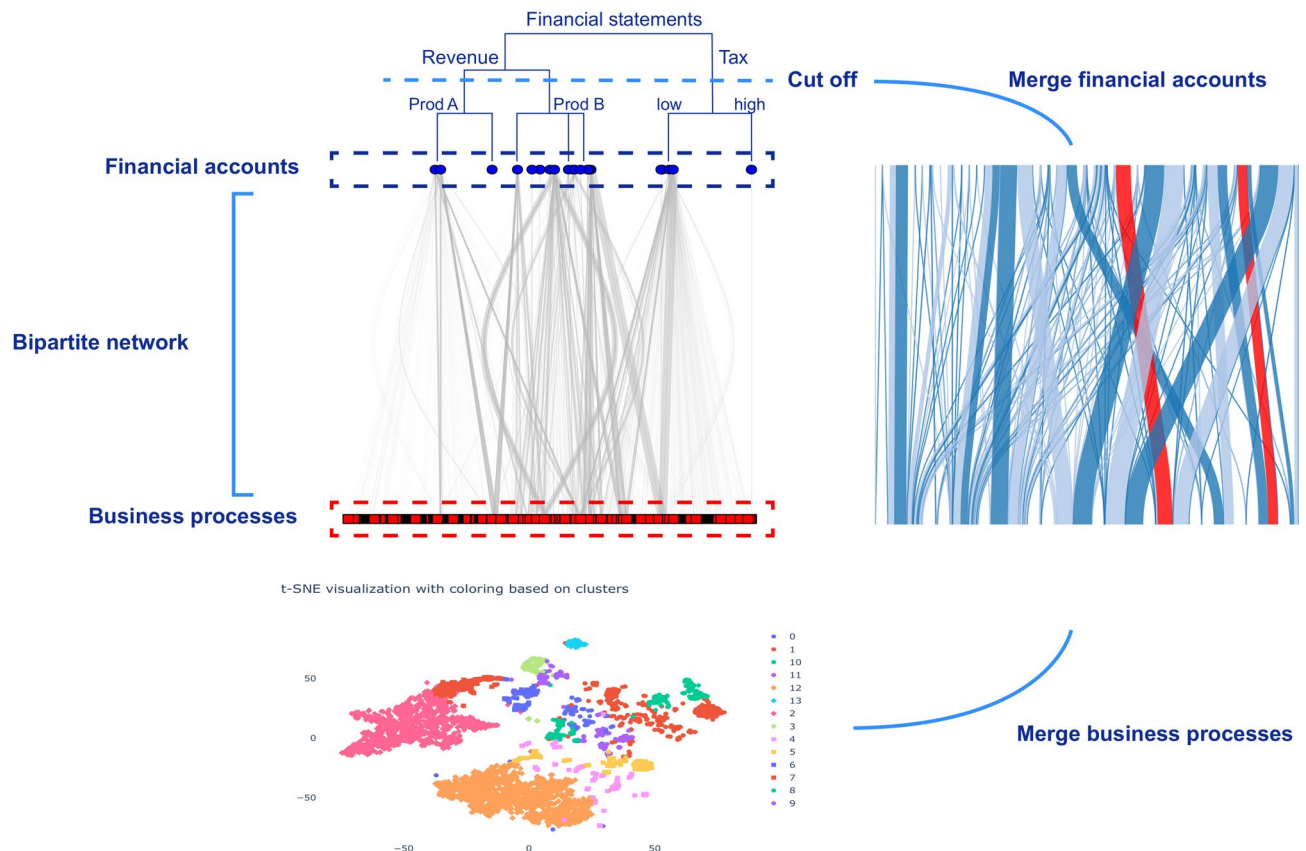 Financial statements
Revenue
Tax
Cut off
Merge financial accounts
Prod A
Prod B
low
high
Financial accounts
Bipartite network
Business processes
t-SNE visualization with coloring based on clusters
50
0
−50
−50
0
50
0
1
10
11
12
13
2
3
4
5
6
7
8
9
Merge business processes